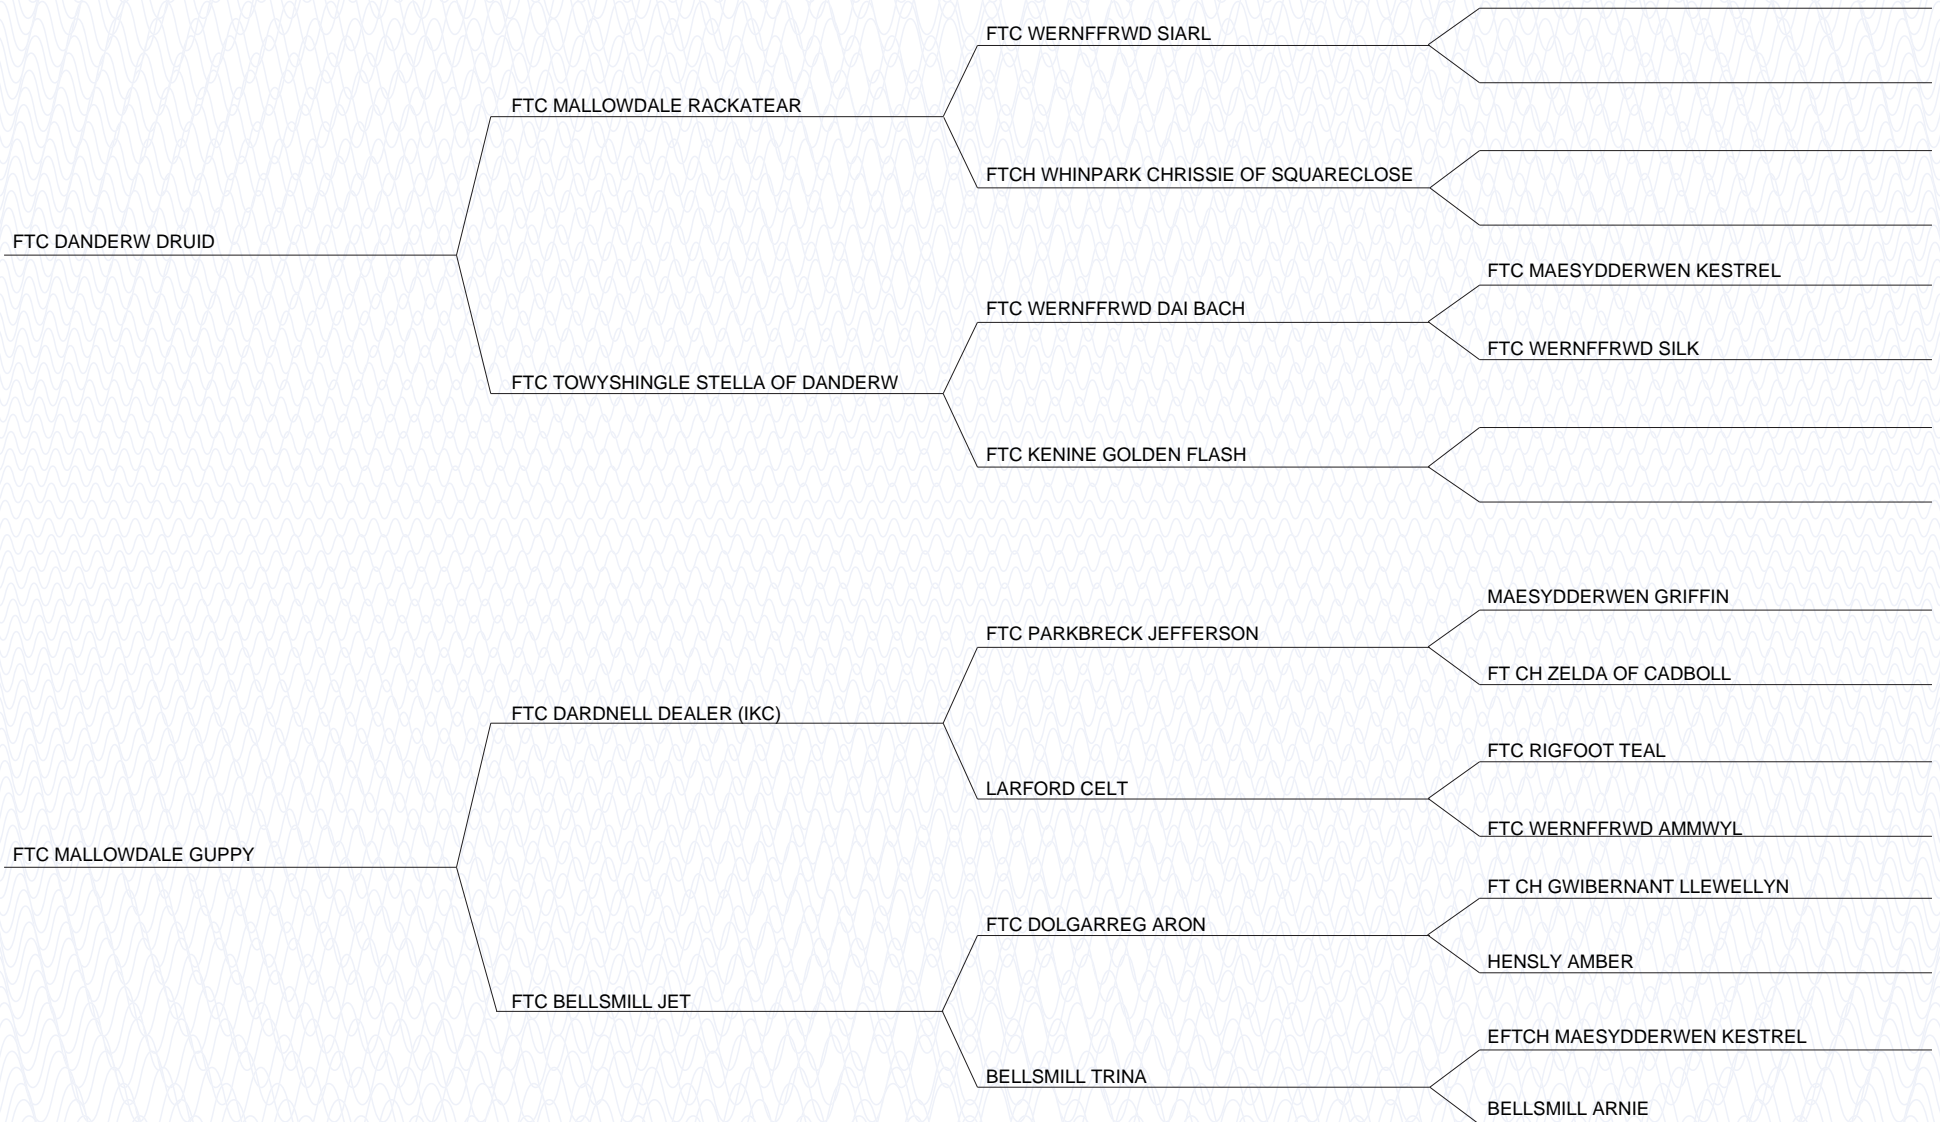 FTC WERNFFRWD SIARL
FTC MALLOWDALE RACKATEAR
FTCH WHINPARK CHRISSIE OF SQUARECLOSE
FTC DANDERW DRUID
FTC MAESYDDERWEN KESTREL
FTC WERNFFRWD DAI BACH
FTC WERNFFRWD SILK
FTC TOWYSHINGLE STELLA OF DANDERW
FTC KENINE GOLDEN FLASH
MAESYDDERWEN GRIFFIN
FTC PARKBRECK JEFFERSON
FT CH ZELDA OF CADBOLL
FTC DARDNELL DEALER (IKC)
FTC RIGFOOT TEAL
LARFORD CELT
FTC WERNFFRWD AMMWYL
FTC MALLOWDALE GUPPY
FT CH GWIBERNANT LLEWELLYN
FTC DOLGARREG ARON
HENSLY AMBER
FTC BELLSMILL JET
EFTCH MAESYDDERWEN KESTREL
BELLSMILL TRINA
BELLSMILL ARNIE